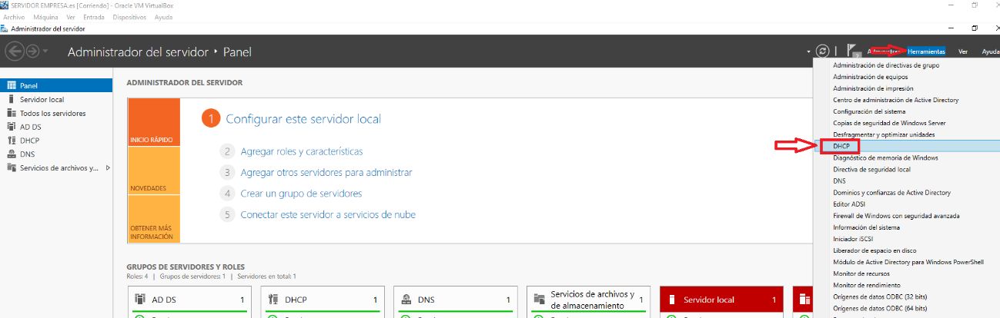 SERVIDOR EMPRESA.es [Corriendo] - Oracle VM VirtualBox
Archivo Máquina Ver Entrada Dispositivos Ayuda
Administrador del servidor
Administrador del servidor ‣ Panel
Herramientas Ver Ayuda
Panel
Servidor local
Todos los servidores
AD DS
DHCP
DNS
Servicios de archivos y...
ADMINISTRADOR DEL SERVIDOR
INICIO RÁPIDO
NOVEDADES
OBTENER MÁS
INFORMACIÓN
1 Configurar este servidor local
2 Agregar roles y características
3 Agregar otros servidores para administrar
4 Crear un grupo de servidores
5 Conectar este servidor a servicios de nube
GRUPOS DE SERVIDORES Y ROLES
Roles: 4 | Grupos de servidores: 1 | Servidores en total: 1
AD DS 1
DHCP 1
DNS 1
Servicios de archivos y
de almacenamiento 1
Servidor local 1
Administración de directivas de grupo
Administración de equipos
Administración de impresión
Centro de administración de Active Directory
Configuración del sistema
Copias de seguridad de Windows Server
Desfragmentar y optimizar unidades
DHCP
Diagnóstico de memoria de Windows
Directiva de seguridad local
DNS
Dominios y confianzas de Active Directory
Editor ADSI
Firewall de Windows con seguridad avanzada
Información del sistema
Iniciador iSCSI
Liberador de espacio en disco
Módulo de Active Directory para Windows PowerShell
Monitor de recursos
Monitor de rendimiento
Orígenes de datos ODBC (32 bits)
Orígenes de datos ODBC (64 bits)